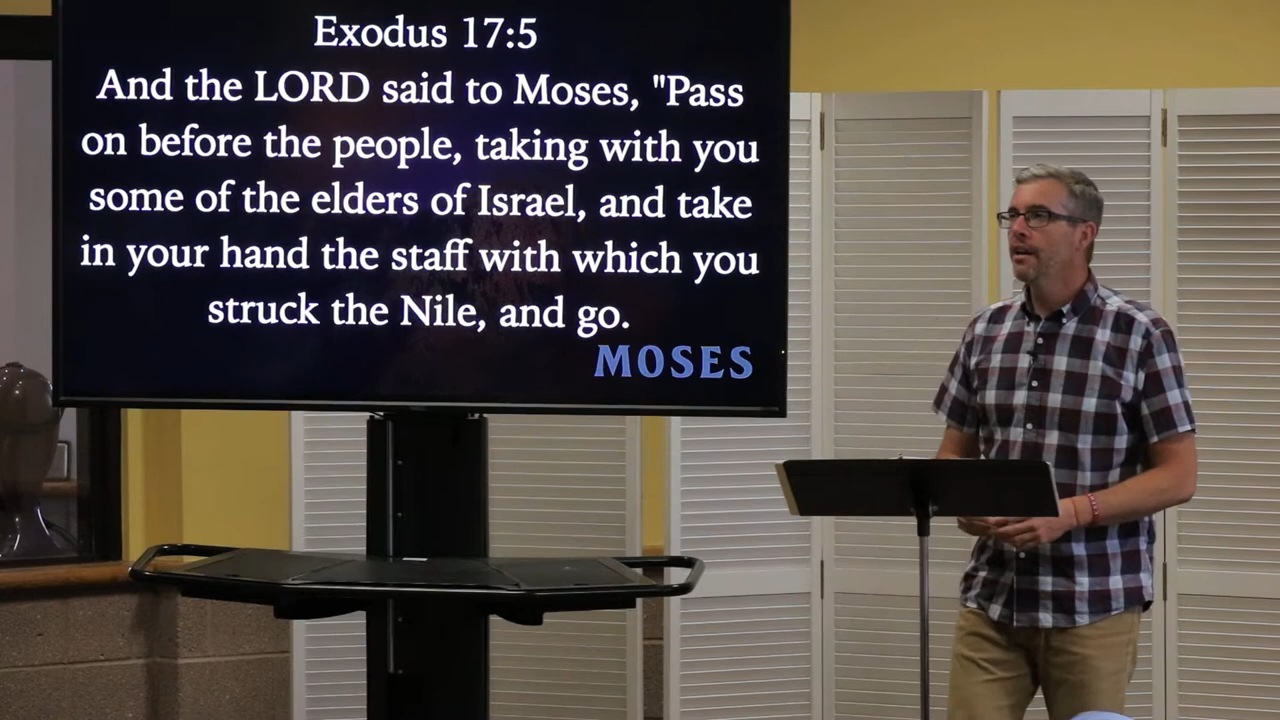 Exodus 17:5
And the LORD said to Moses, "Pass
on before the people, taking with you
some of the elders of Israel, and take
in your hand the staff with which you
struck the Nile, and go.
MOSES